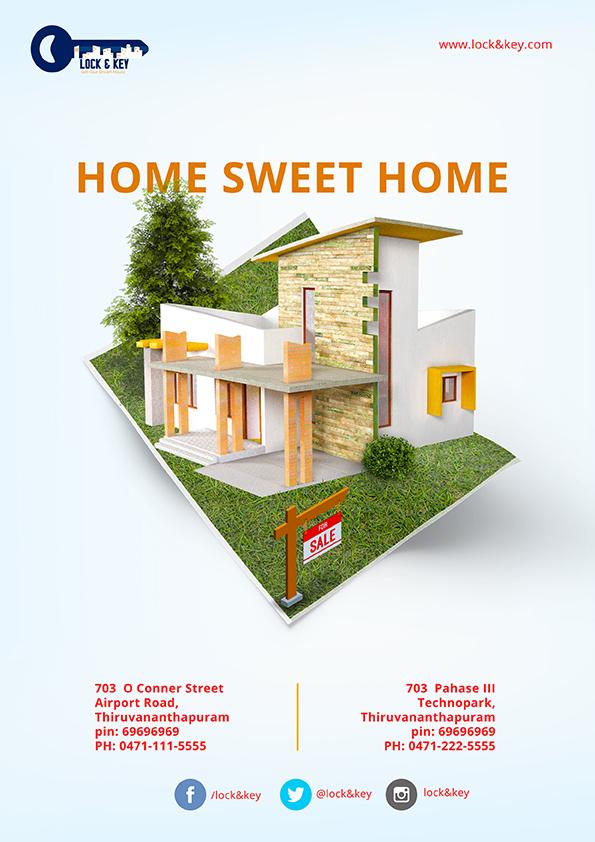 LOCK & KEY
www.lock&key.com
HOME SWEET HOME
FOR
SALE
703 O Conner Street
Airport Road,
Thiruvananthapuram
pin: 69696969
PH: 0471-111-5555
703 Pahase III
Technopark,
Thiruvananthapuram
pin: 69696969
PH: 0471-222-5555
/lock&key
@lock&key
lock&key